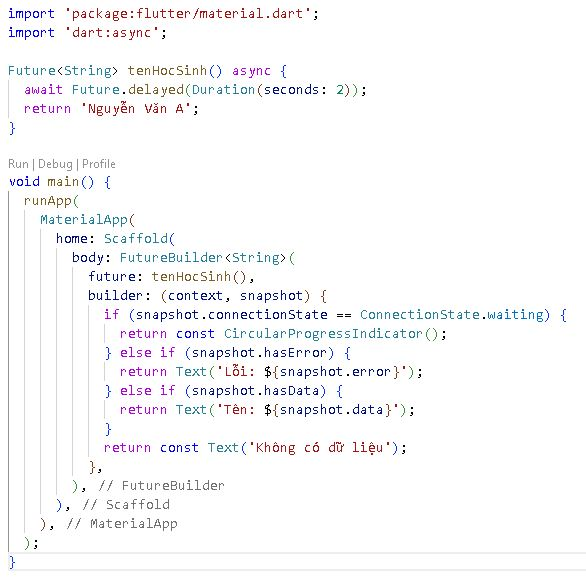 import 'package:flutter/material.dart';
import 'dart:async';

Future<String> tenHocSinh() async {
  await Future.delayed(Duration(seconds: 2));
  return 'Nguyễn Văn A';
}

Run | Debug | Profile
void main() {
  runApp(
    MaterialApp(
      home: Scaffold(
        body: FutureBuilder<String>(
          future: tenHocSinh(),
          builder: (context, snapshot) {
            if (snapshot.connectionState == ConnectionState.waiting) {
              return const CircularProgressIndicator();
            } else if (snapshot.hasError) {
              return Text('Lỗi: ${snapshot.error}');
            } else if (snapshot.hasData) {
              return Text('Tên: ${snapshot.data}');
            }
            return const Text('Không có dữ liệu');
          },
        ), // FutureBuilder
      ), // Scaffold
    ), // MaterialApp
  );
}